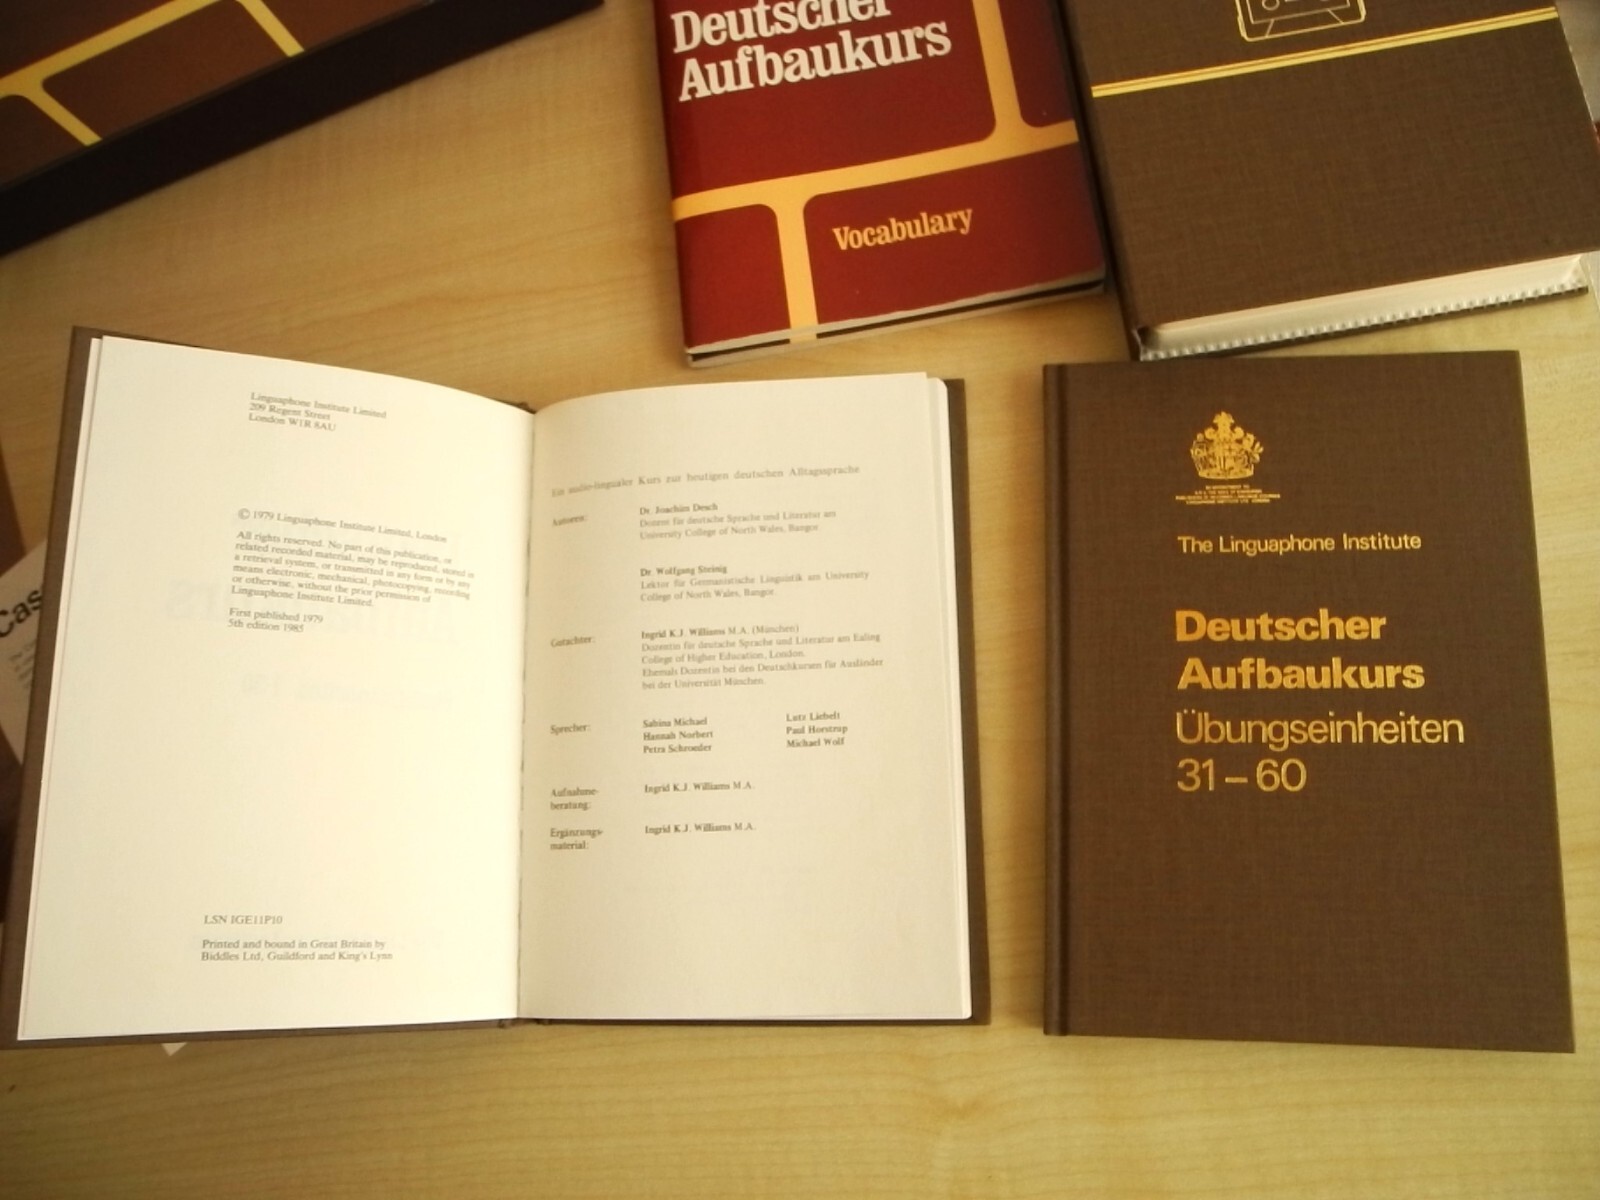 Deutscher
Aufbaukurs
Vocabulary
Linguaphone Institute Limited
209 Regent Street
London W1R 8AU
© 1979 Linguaphone Institute Limited, London
All rights reserved. No part of this publication, or
related recorded material, may be reproduced, stored in
a retrieval system, or transmitted in any form or by any
means electronic, mechanical, photocopying, recording
or otherwise, without the prior permission of
Linguaphone Institute Limited.
First published 1979
5th edition 1985
LSN IGE11P10
Printed and bound in Great Britain by
Biddles Ltd, Guildford and King's Lynn
Ein audio-lingualer Kurs zur heutigen deutschen Alltagssprache
Autoren:
Dr. Joachim Desch
Dozent für deutsche Sprache und Literatur am
University College of North Wales, Bangor.
Dr. Wolfgang Steinig
Lektor für Germanistische Linguistik am University
College of North Wales, Bangor.
Gutachter:
Ingrid K.J. Williams M.A. (München)
Dozentin für deutsche Sprache und Literatur am Ealing
College of Higher Education, London.
Ehemals Dozentin bei den Deutschkursen für Ausländer
bei der Universität München.
Sprecher:
Sabina Michael
Hannah Norbert
Petra Schroeder
Lutz Liebelt
Paul Horstrup
Michael Wolf
Aufnahme-
beratung:
Ingrid K.J. Williams M.A.
Ergänzungs-
material:
Ingrid K.J. Williams M.A.
The Linguaphone Institute
Deutscher
Aufbaukurs
Übungseinheiten
31 – 60
Cas